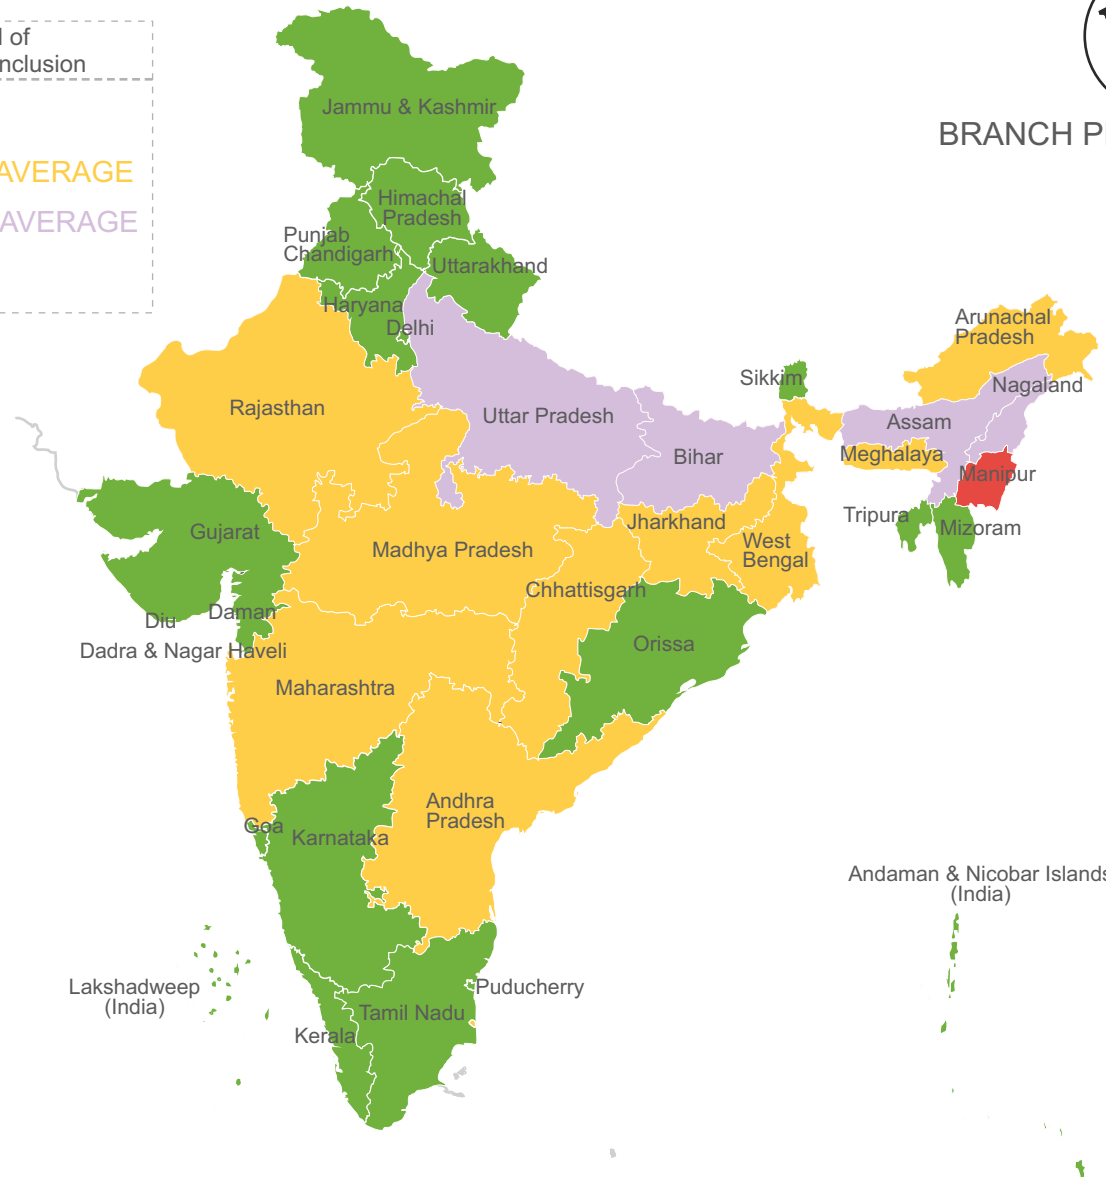 of
nclusion
AVERAGE
AVERAGE
BRANCH P
Jammu & Kashmir
Himachal
Pradesh
Punjab
Chandigarh
Uttarakhand
Haryana
Delhi
Arunachal
Pradesh
Sikkim
Nagaland
Rajasthan
Uttar Pradesh
Assam
Bihar
Meghalaya
Manipur
Gujarat
Jharkhand
Tripura
Mizoram
Madhya Pradesh
West
Bengal
Chhattisgarh
Diu
Daman
Dadra & Nagar Haveli
Orissa
Maharashtra
Andhra
Pradesh
Goa
Karnataka
Andaman & Nicobar Islands
(India)
Lakshadweep
(India)
Puducherry
Tamil Nadu
Kerala